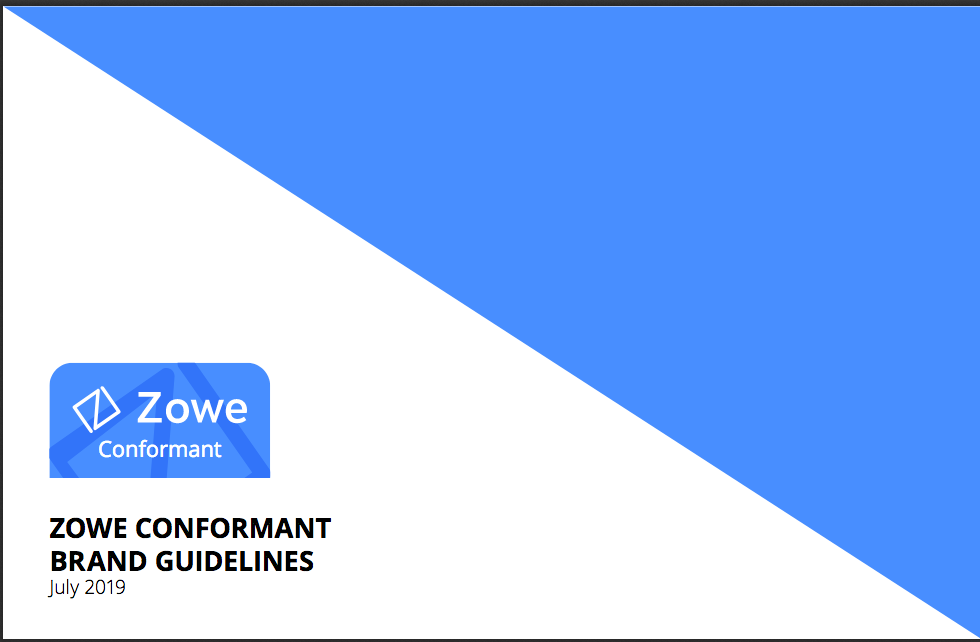 Zowe
Conformant
ZOWE CONFORMANT
BRAND GUIDELINES
July 2019